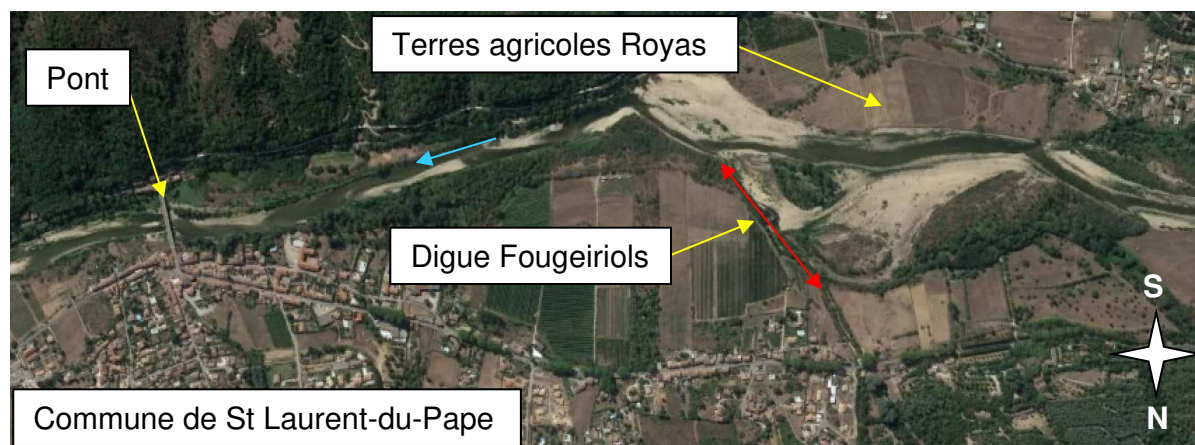 Terres agricoles Royas
Pont
Digue Fougeiriols
S
N
Commune de St Laurent-du-Pape